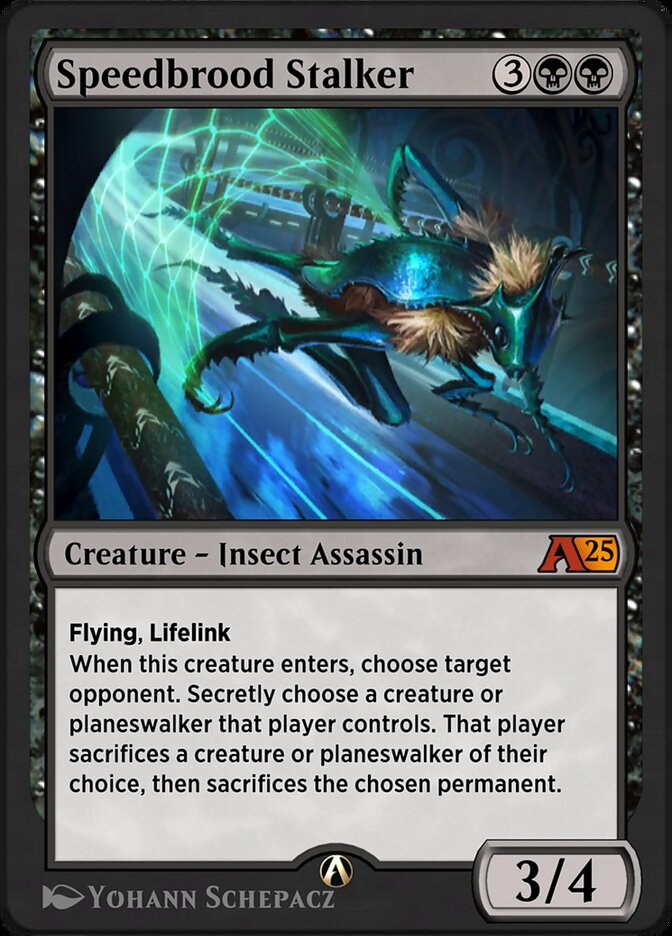 Speedbrood Stalker 3
Creature – Insect Assassin A25
Flying, Lifelink
When this creature enters, choose target
opponent. Secretly choose a creature or
planeswalker that player controls. That player
sacrifices a creature or planeswalker of their
choice, then sacrifices the chosen permanent.
3/4
Yohann Schepacz